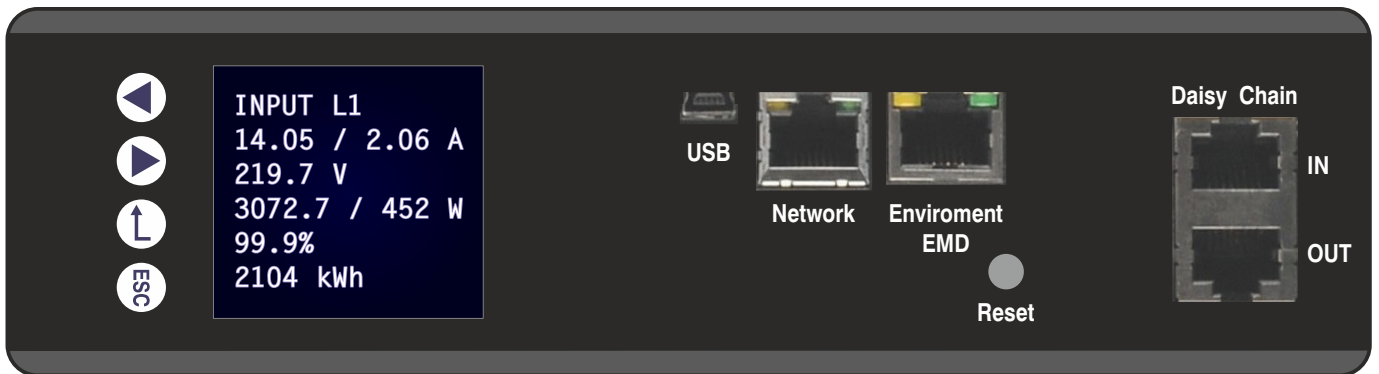 INPUT L1
14.05 / 2.06 A
219.7 V
3072.7 / 452 W
99.9%
2104 kWh
ESC
USB
Network
Enviroment
EMD
Reset
Daisy Chain
IN
OUT